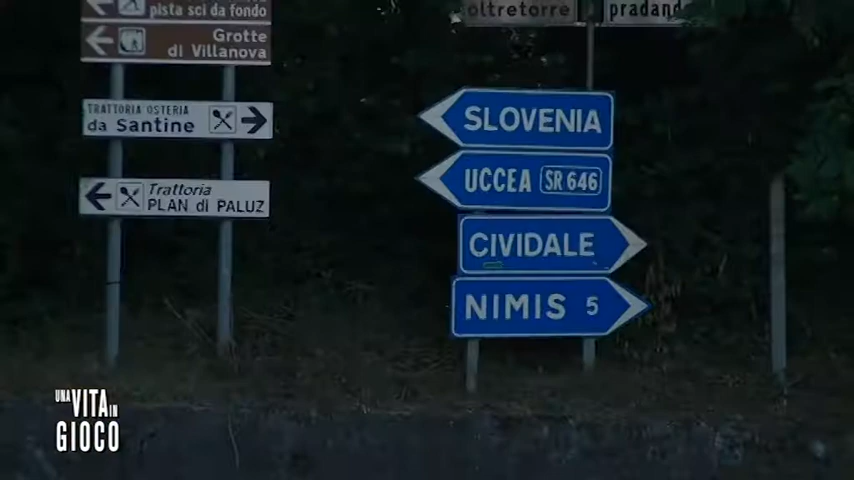 pista sci da fondo
Grotte
di Villanova
TRATTORIA OSTERIA
da SANTINE
Trattoria
PLAN di PALUZ
oltretorre
pradand
SLOVENIA
UCCEA SR 646
CIVIDALE
NIMIS 5
UNA VITA IN
GIOCO